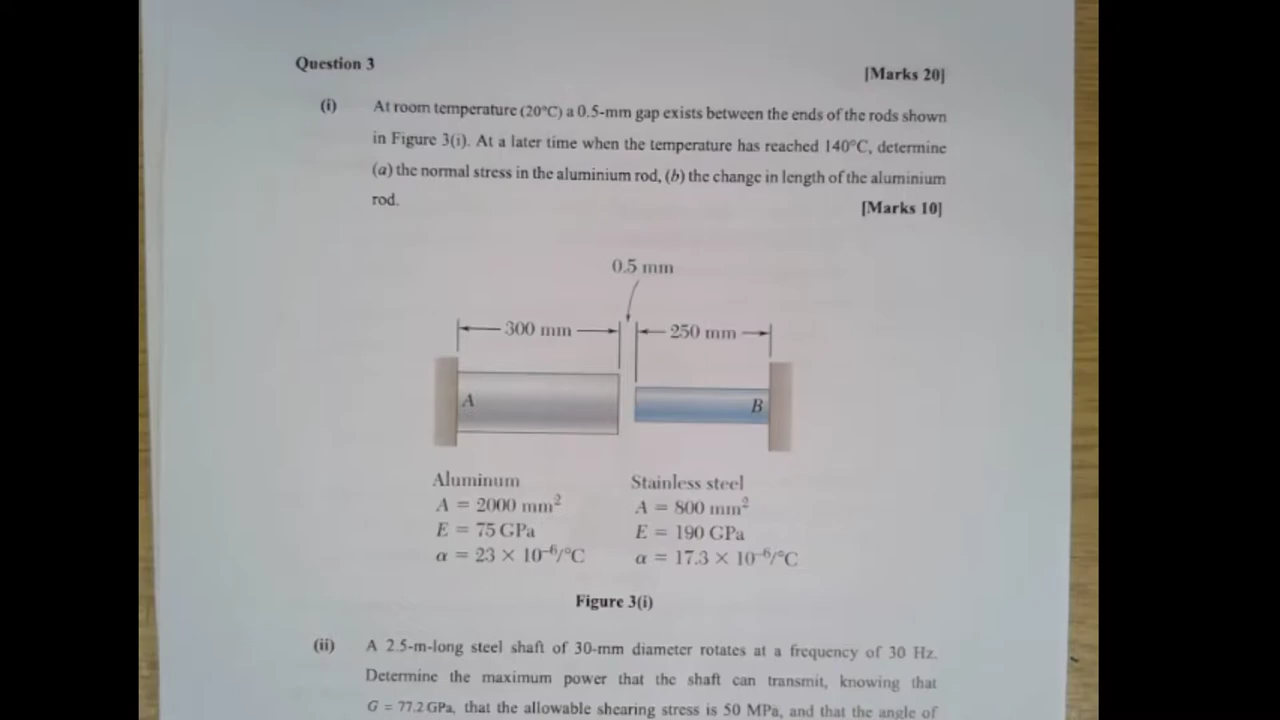 Question 3
[Marks 20]
(i) At room temperature (20°C) a 0.5-mm gap exists between the ends of the rods shown
in Figure 3(i). At a later time when the temperature has reached 140°C, determine
(a) the normal stress in the aluminium rod, (b) the change in length of the aluminium
rod.
[Marks 10]
0.5 mm
300 mm
250 mm
A
B
Aluminum
A = 2000 mm²
E = 75 GPa
α = 23 × 10⁻⁶/°C
Stainless steel
A = 800 mm²
E = 190 GPa
α = 17.3 × 10⁻⁶/°C
Figure 3(i)
(ii) A 2.5-m-long steel shaft of 30-mm diameter rotates at a frequency of 30 Hz.
Determine the maximum power that the shaft can transmit, knowing that
G = 77.2 GPa, that the allowable shearing stress is 50 MPa, and that the angle of